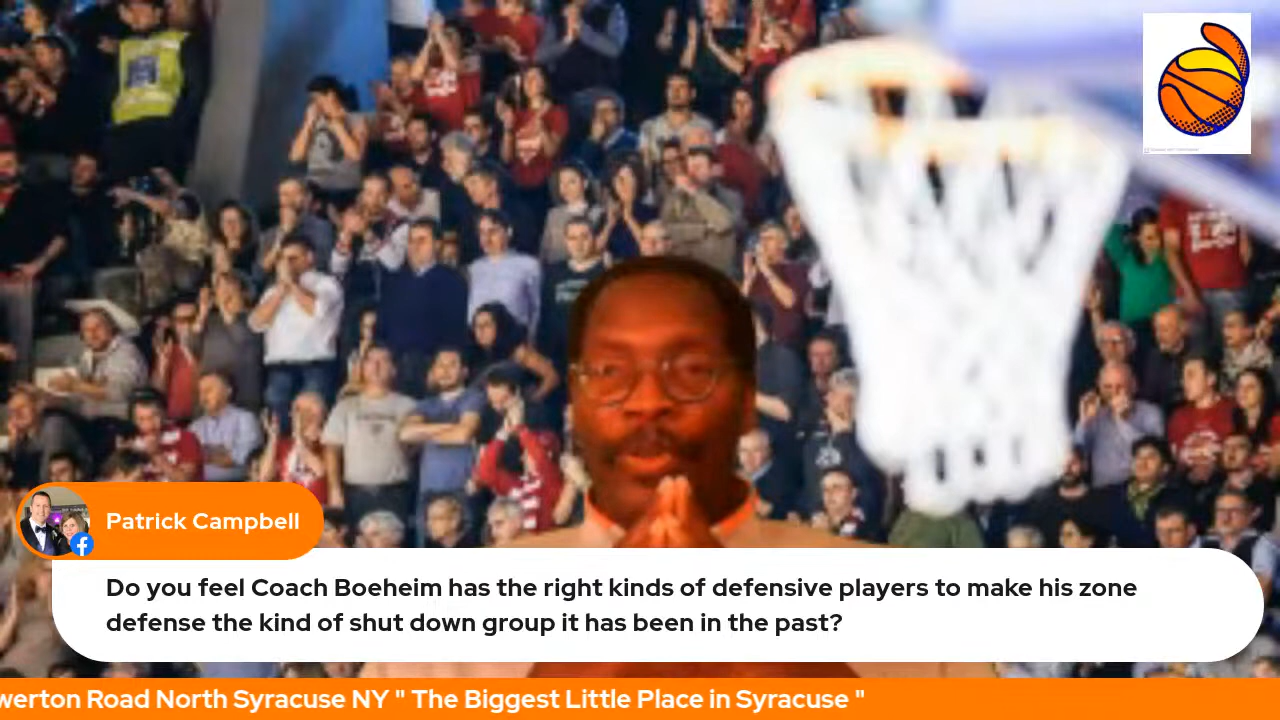 Patrick Campbell
Do you feel Coach Boeheim has the right kinds of defensive players to make his zone
defense the kind of shut down group it has been in the past?
werton Road North Syracuse NY " The Biggest Little Place in Syracuse "